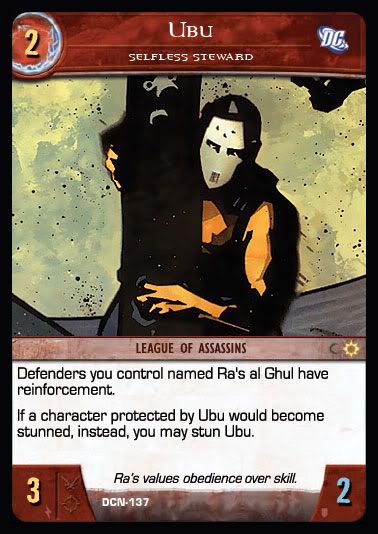 2
Ubu
DC
SELFLESS STEWARD
LEAGUE OF ASSASSINS
Defenders you control named Ra's al Ghul have
reinforcement.
If a character protected by Ubu would become
stunned, instead, you may stun Ubu.
Ra's values obedience over skill.
3
DCN-137
2